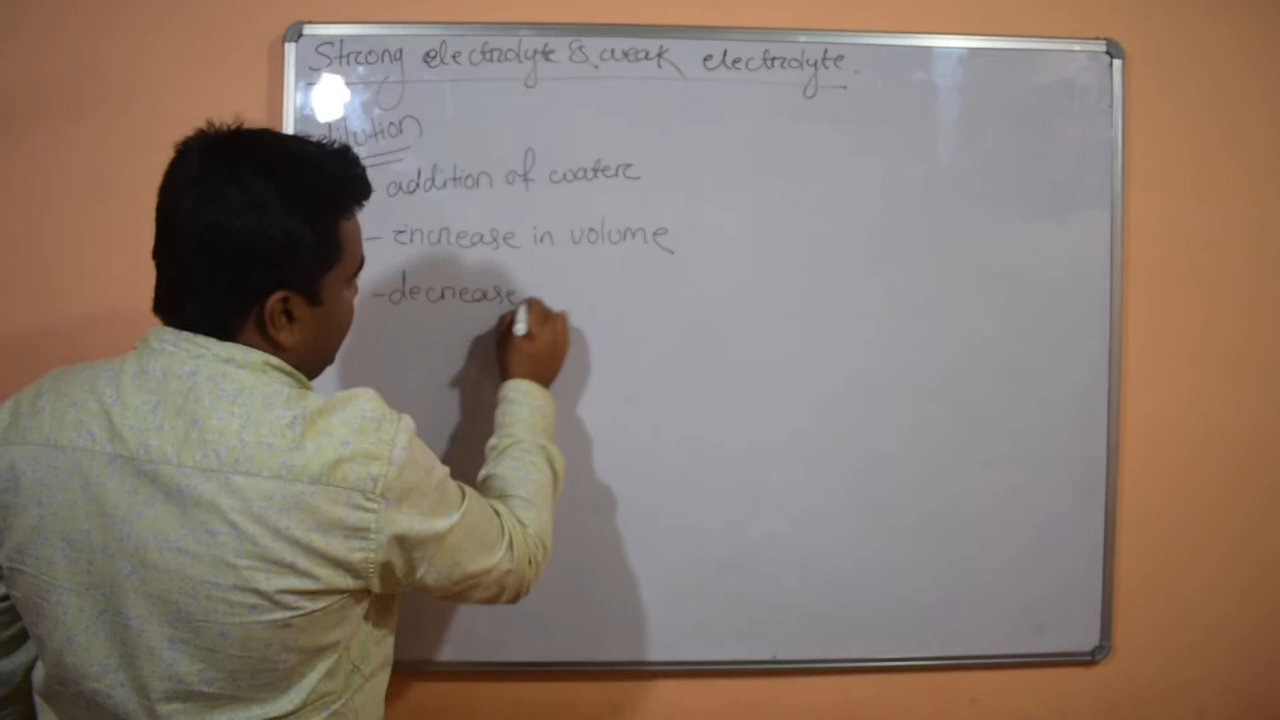 Strong electrolyte & weak electrolyte.
dilution
addition of water
- increase in volume
- decrease